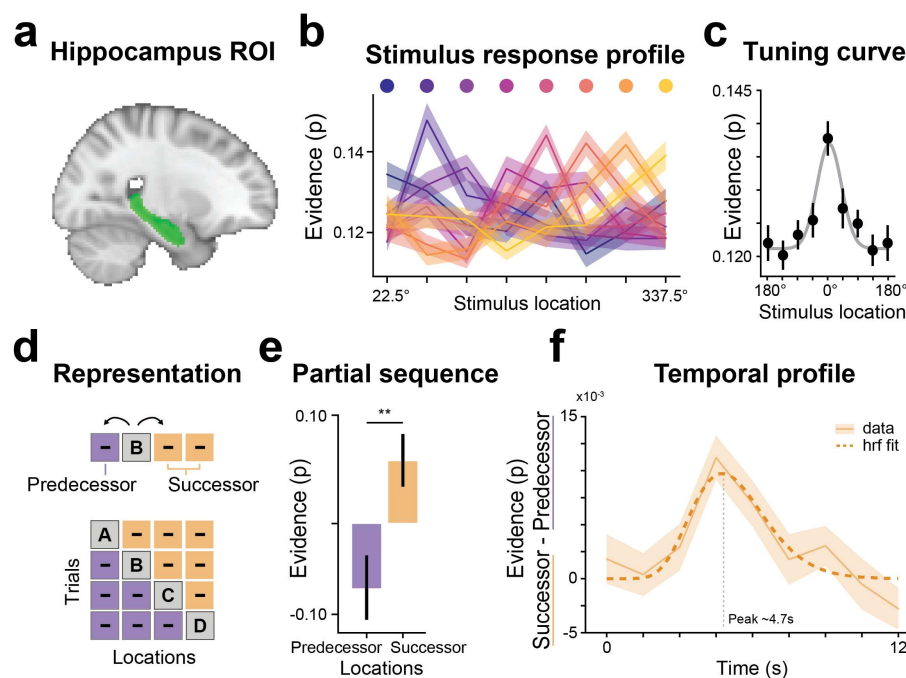 a
Hippocampus ROI
b
Stimulus response profile
Evidence (p)
0.14
0.12
22.5°
337.5°
Stimulus location
c
Tuning curve
Evidence (p)
0.145
0.120
180°
0°
180°
Stimulus location
d
Representation
- B - -
Predecessor
Successor
Trials
A - - -
- B - -
- - C -
- - - D
Locations
e
Partial sequence
Evidence (p)
0.10
-0.10
**
Predecessor
Successor
Locations
f
Temporal profile
x10⁻³
Evidence (p)
Successor - Predecessor
15
0
-5
data
hrf fit
Peak ~4.7s
0
12
Time (s)